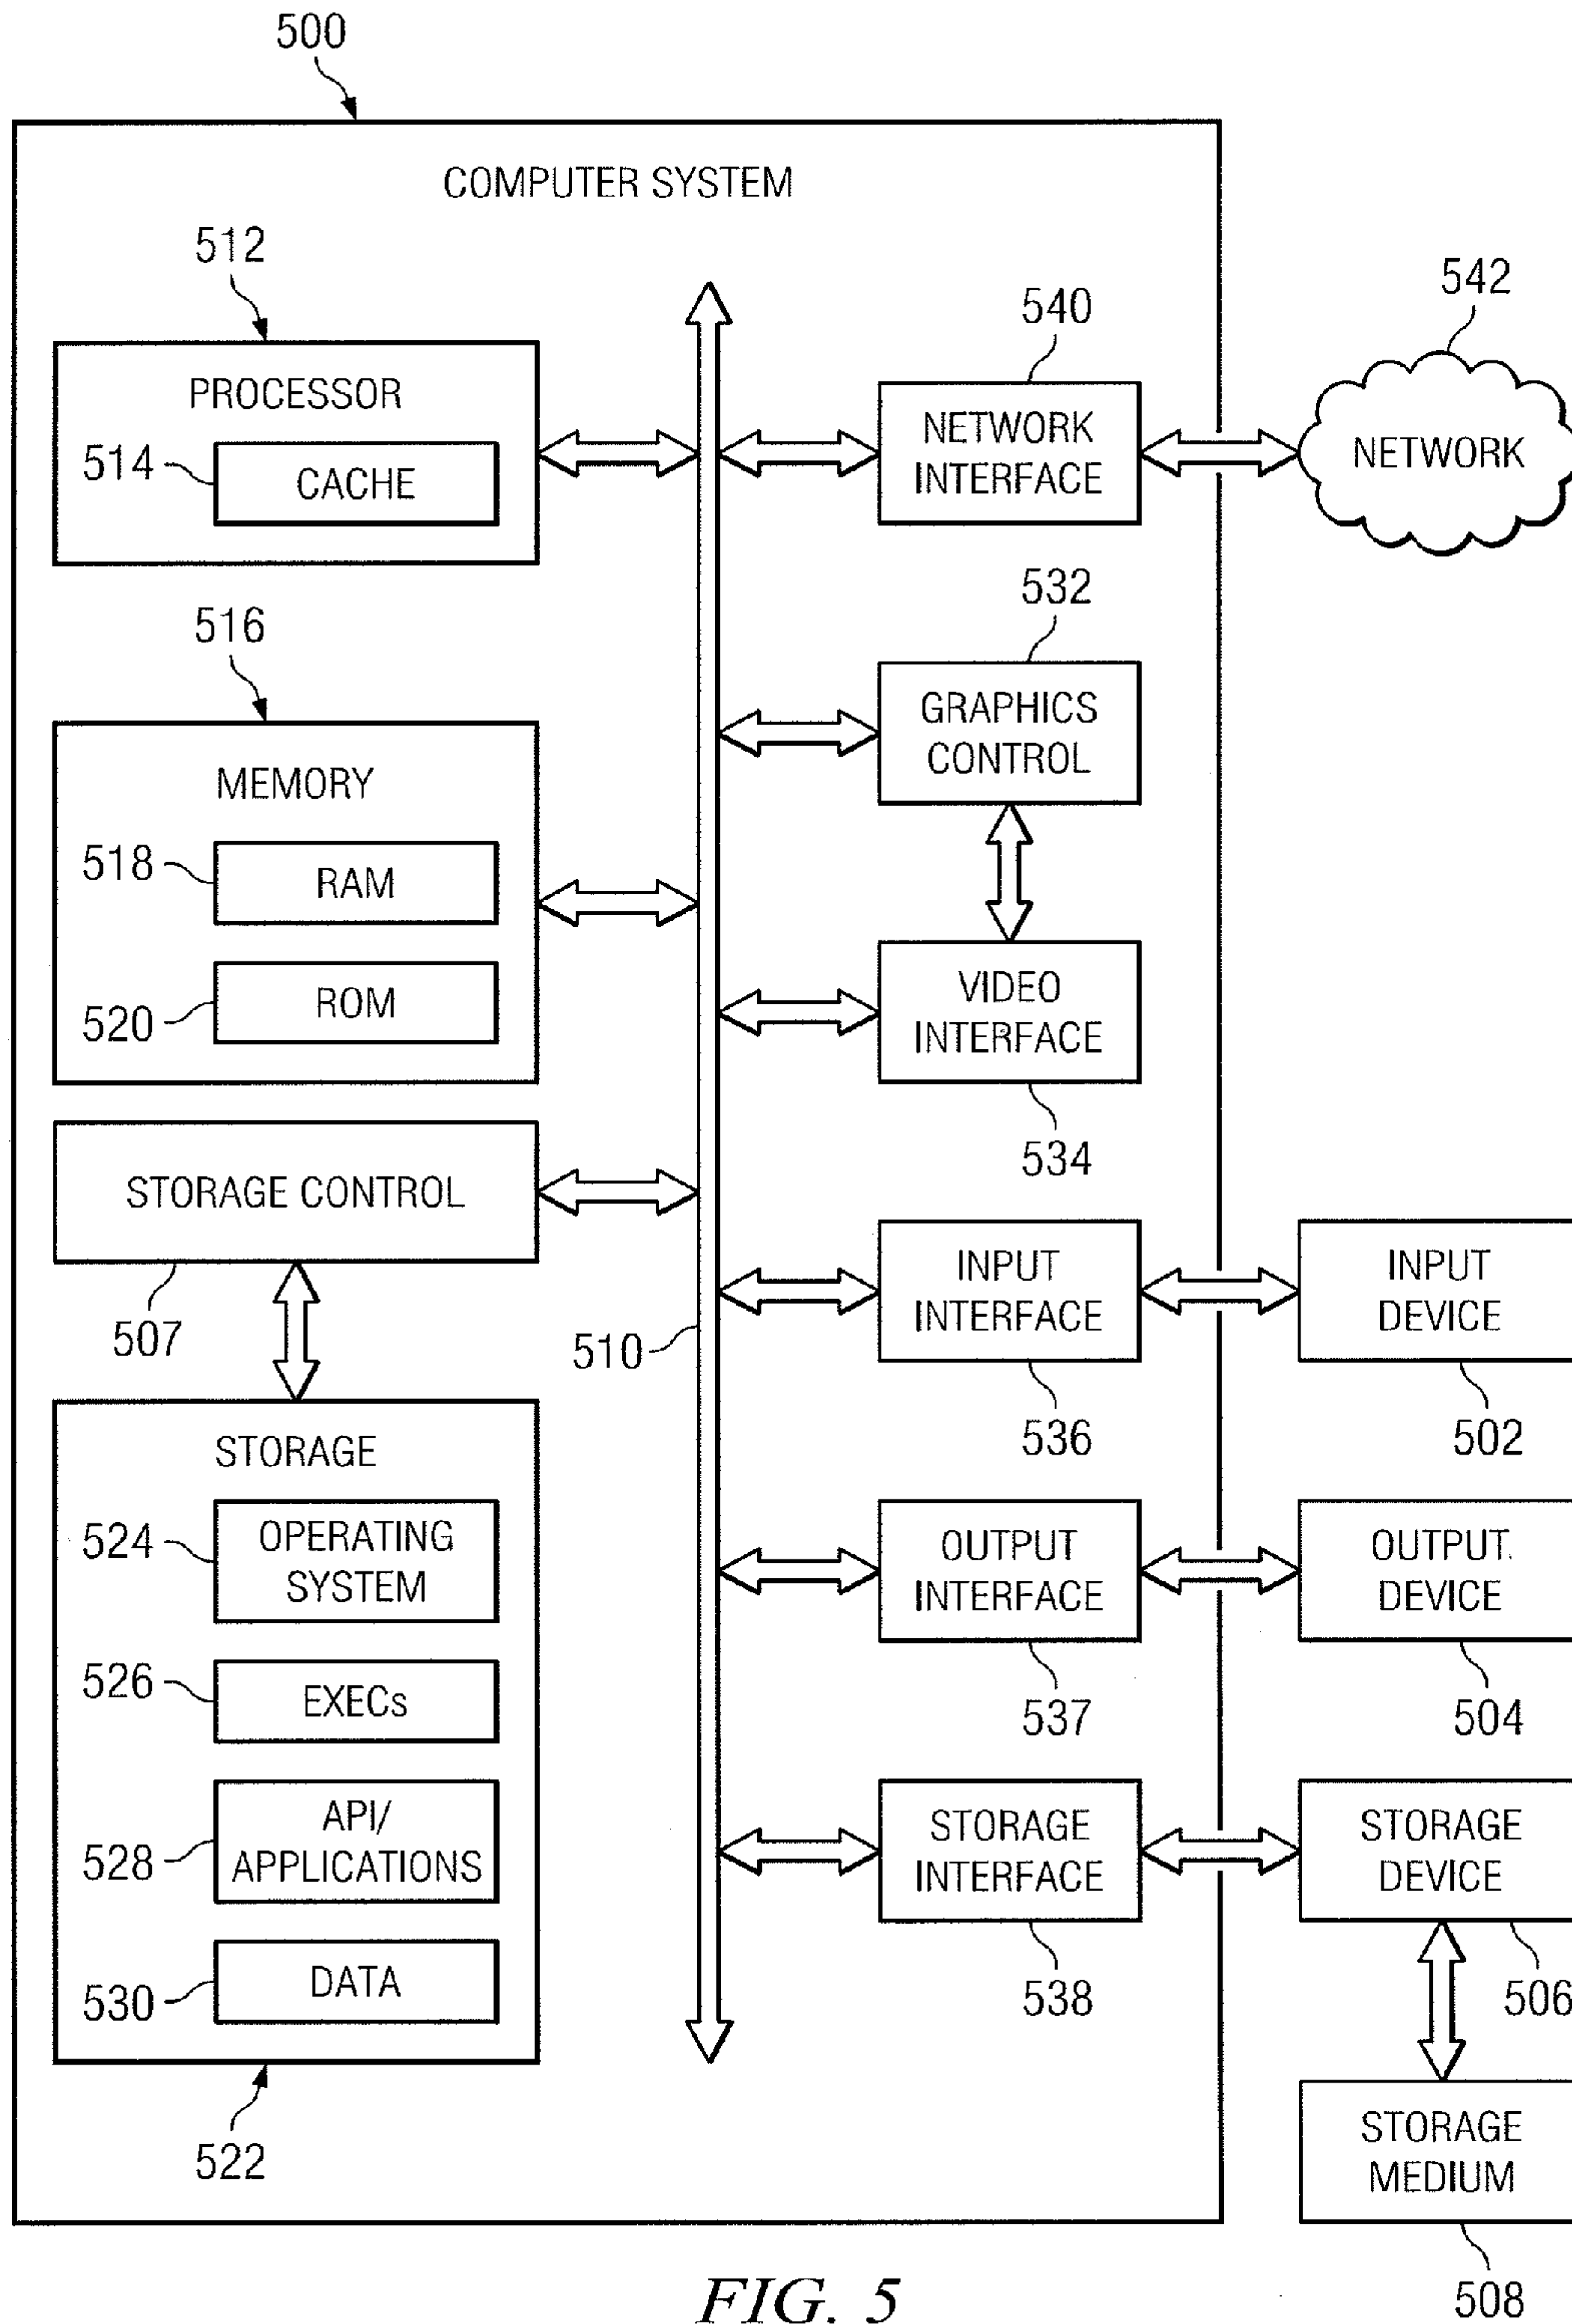 500
COMPUTER SYSTEM
512
PROCESSOR
514
CACHE
540
NETWORK
INTERFACE
542
NETWORK
516
MEMORY
518
RAM
520
ROM
532
GRAPHICS
CONTROL
VIDEO
INTERFACE
534
STORAGE CONTROL
507
510
INPUT
INTERFACE
536
INPUT
DEVICE
502
STORAGE
524
OPERATING
SYSTEM
526
EXECs
528
API/
APPLICATIONS
530
DATA
522
OUTPUT
INTERFACE
537
OUTPUT
DEVICE
504
STORAGE
INTERFACE
538
STORAGE
DEVICE
506
STORAGE
MEDIUM
508
FIG. 5